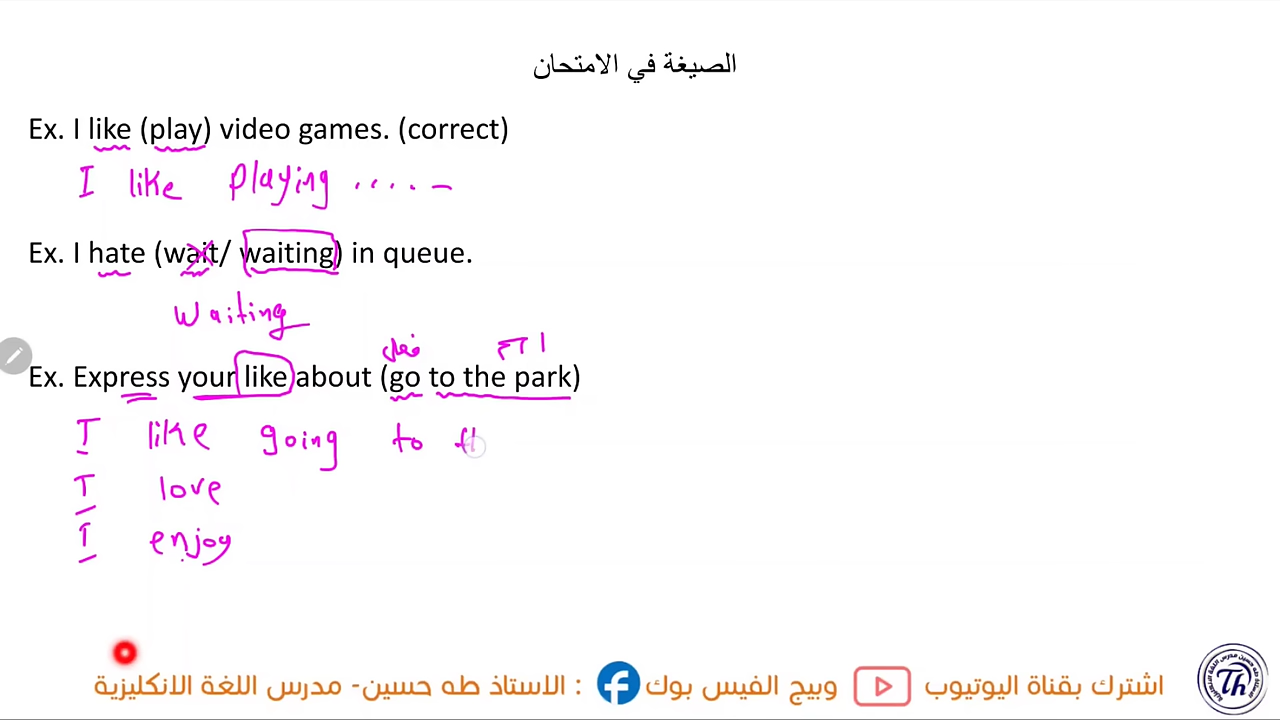 الصيغة في الامتحان
Ex. I like (play) video games. (correct)
I like playing ..... –
Ex. I hate (wait/ waiting) in queue.
waiting
فعل
Ex. Express your like about (go to the park)
I like going to th
I love
I enjoy
اشترك بقناة اليوتيوب وبيج الفيس بوك : الاستاذ طه حسين- مدرس اللغة الانكليزية
Th